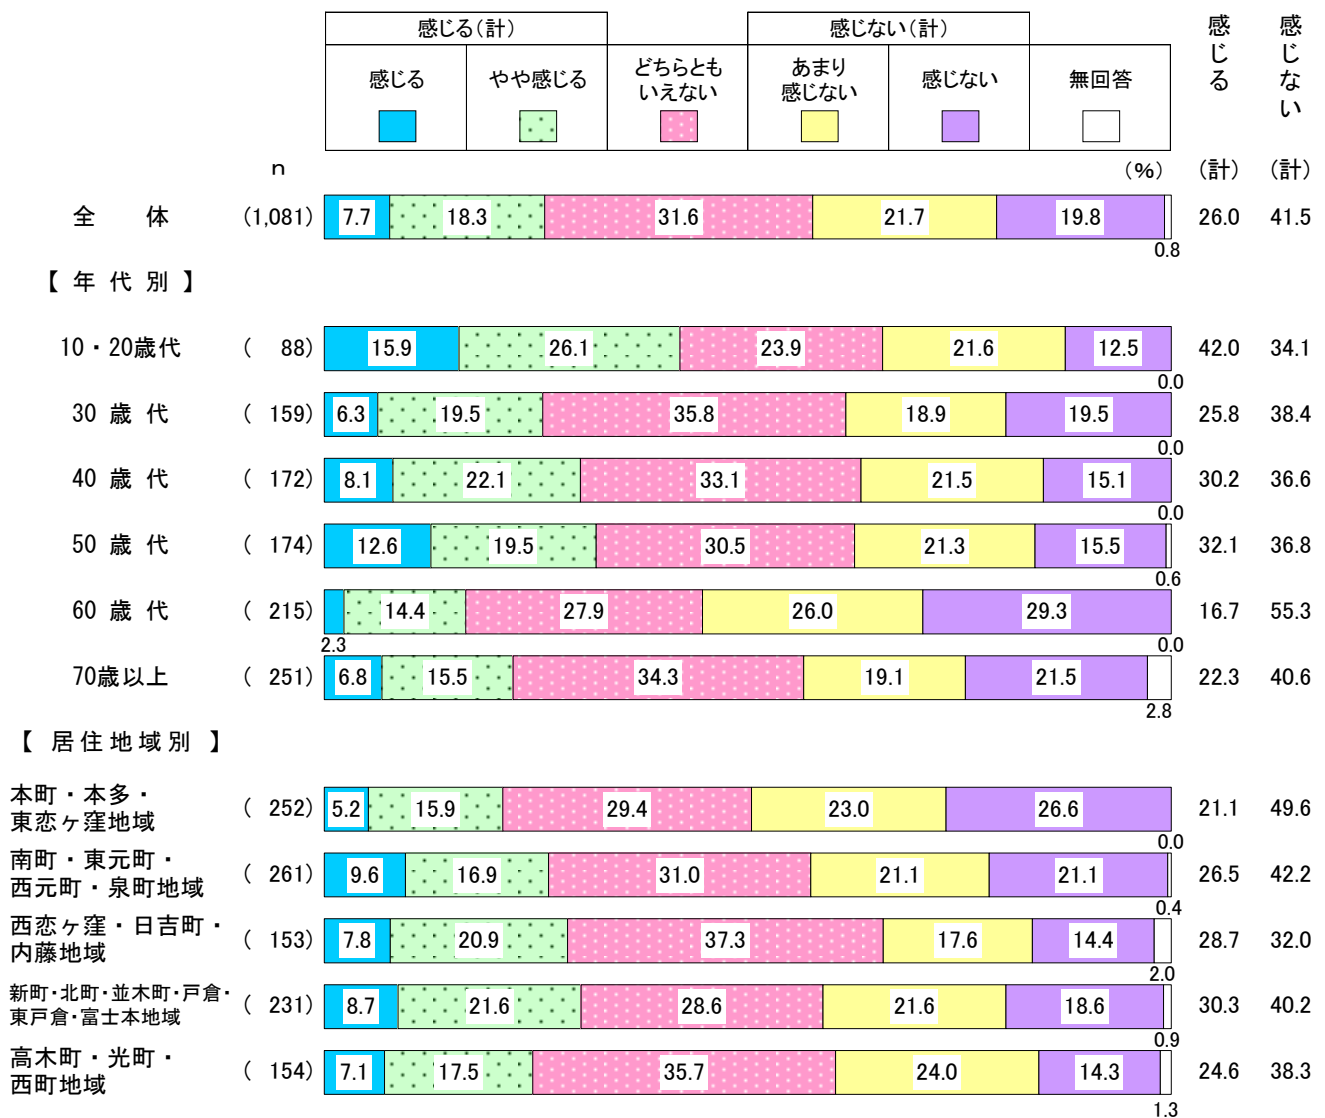 感じる（計） 感じない（計） 感じる 感じない
感じる やや感じる どちらとも いえない あまり 感じない 感じない 無回答
n （％） （計） （計）
全　体 （1,081） 7.7 18.3 31.6 21.7 19.8 0.8 26.0 41.5
【 年 代 別 】
10・20歳代 （ 88） 15.9 26.1 23.9 21.6 12.5 0.0 42.0 34.1
30 歳 代 （ 159） 6.3 19.5 35.8 18.9 19.5 0.0 25.8 38.4
40 歳 代 （ 172） 8.1 22.1 33.1 21.5 15.1 0.0 30.2 36.6
50 歳 代 （ 174） 12.6 19.5 30.5 21.3 15.5 0.6 32.1 36.8
60 歳 代 （ 215） 2.3 14.4 27.9 26.0 29.3 0.0 16.7 55.3
70歳以上 （ 251） 6.8 15.5 34.3 19.1 21.5 2.8 22.3 40.6
【 居住地域別 】
本町・本多・
東恋ヶ窪地域 （ 252） 5.2 15.9 29.4 23.0 26.6 0.0 21.1 49.6
南町・東元町・
西元町・泉町地域 （ 261） 9.6 16.9 31.0 21.1 21.1 0.4 26.5 42.2
西恋ヶ窪・日吉町・
内藤地域 （ 153） 7.8 20.9 37.3 17.6 14.4 2.0 28.7 32.0
新町・北町・並木町・戸倉・
東戸倉・富士本地域 （ 231） 8.7 21.6 28.6 21.6 18.6 0.9 30.3 40.2
高木町・光町・
西町地域 （ 154） 7.1 17.5 35.7 24.0 14.3 1.3 24.6 38.3